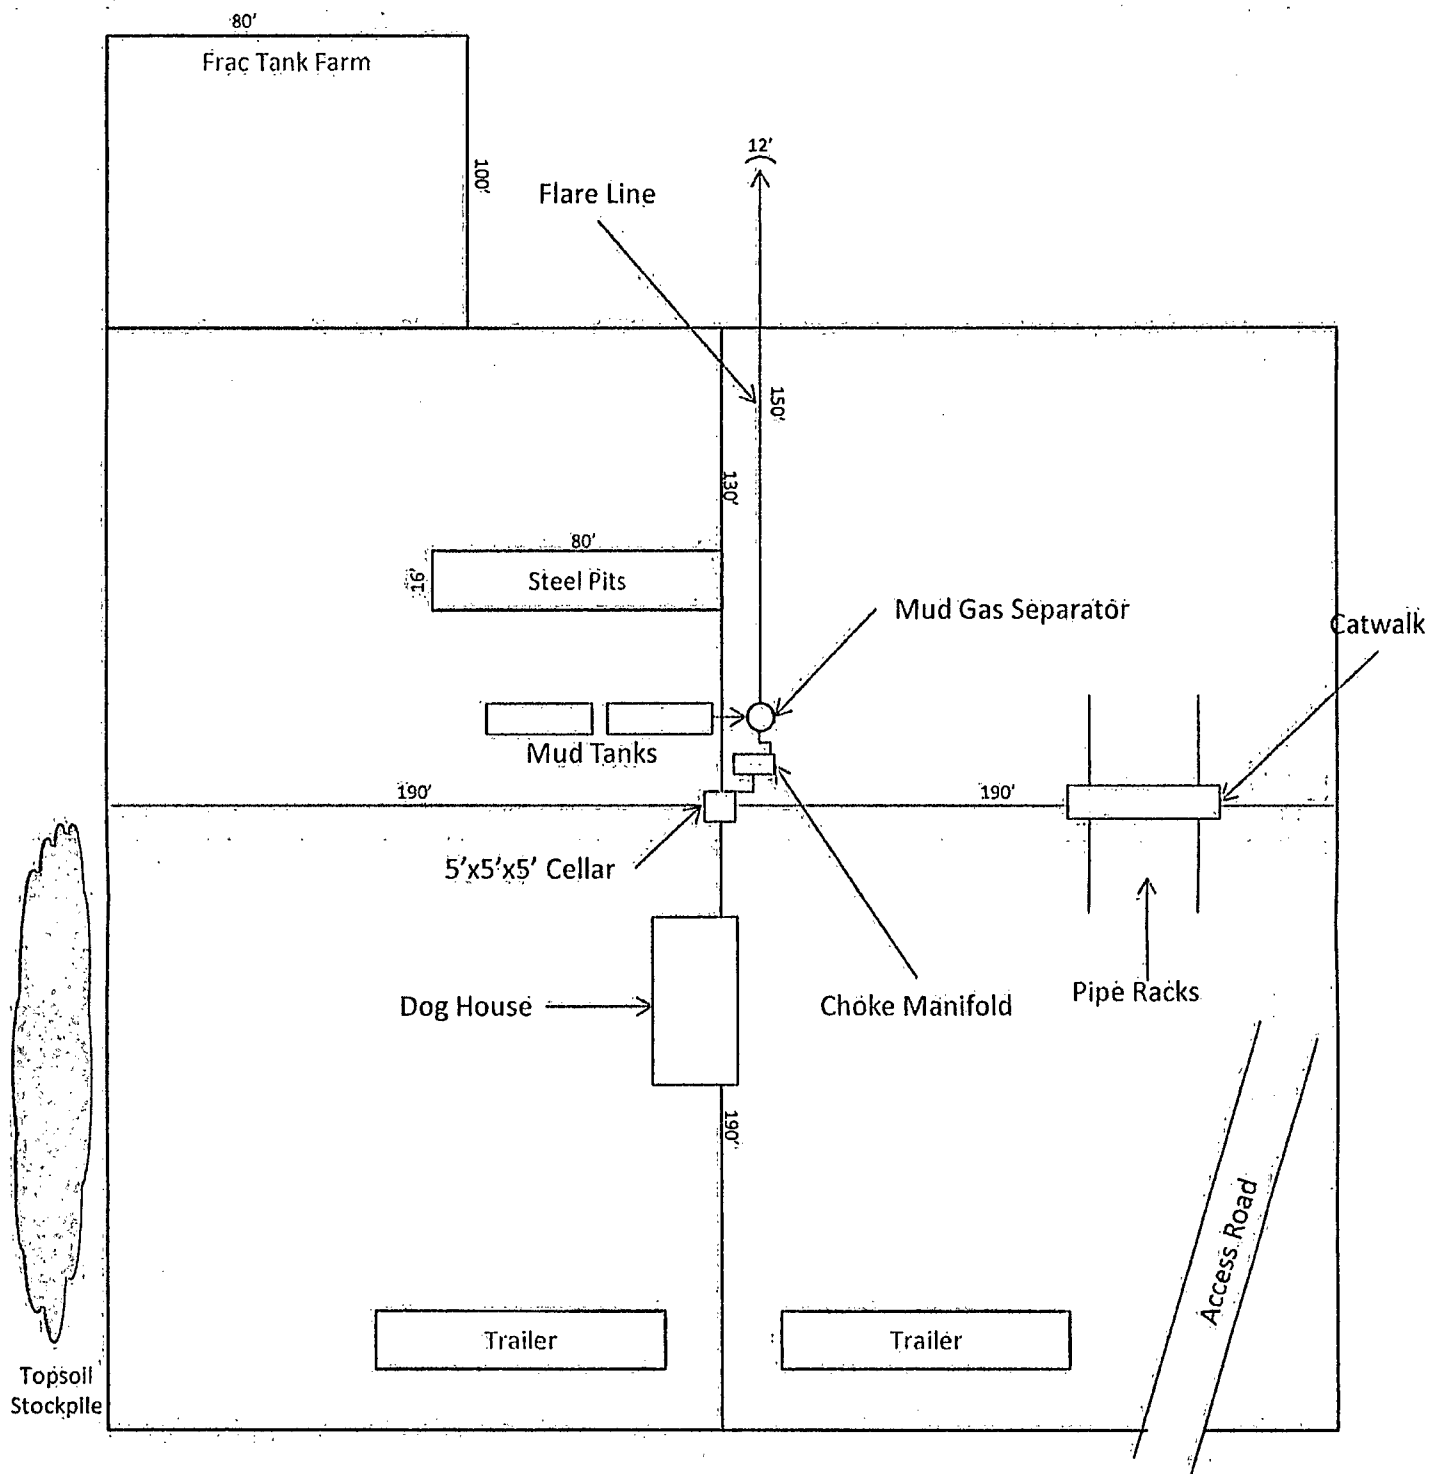 80’
Frac Tank Farm
100’
12’
Flare Line
150’
130’
80’
16’
Steel Pits
Mud Gas Separator
Catwalk
Mud Tanks
190’
190’
5’x5’x5’ Cellar
Dog House
Choke Manifold
Pipe Racks
190’
Access Road
Trailer
Trailer
Topsoil
Stockpile